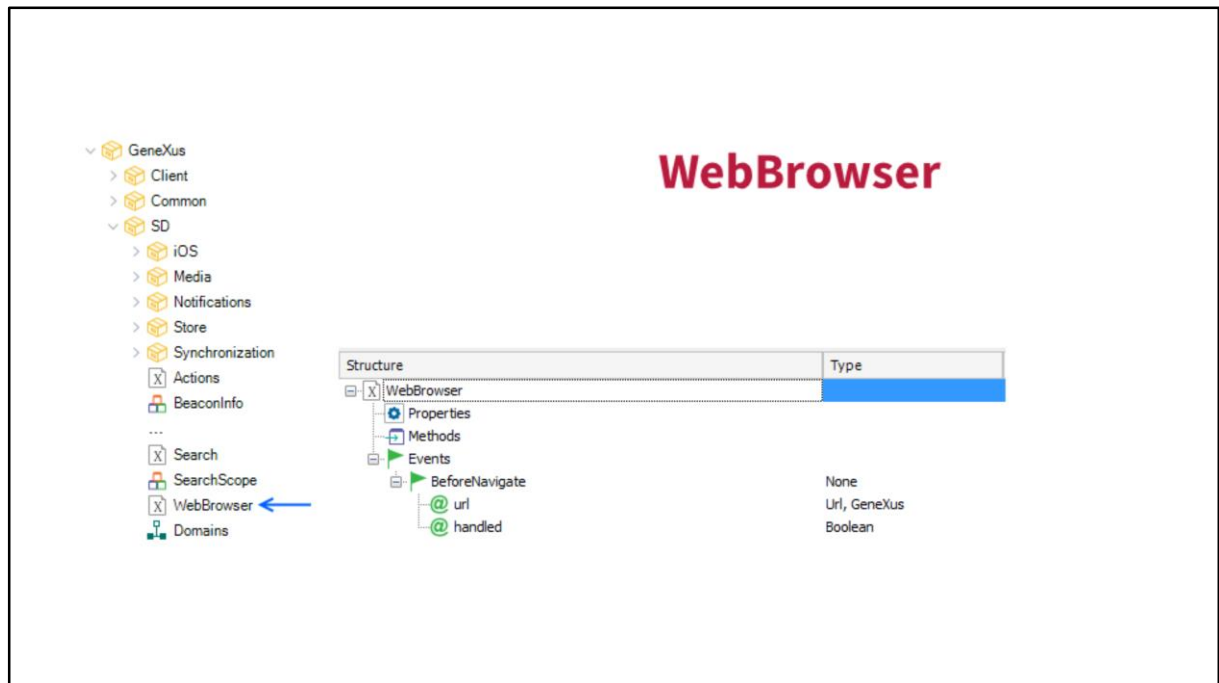 WebBrowser
GeneXus
Client
Common
SD
iOS
Media
Notifications
Store
Synchronization
Actions
BeaconInfo
...
Search
SearchScope
WebBrowser
Domains
Structure Type
WebBrowser
Properties
Methods
Events
BeforeNavigate None
url Url, GeneXus
handled Boolean